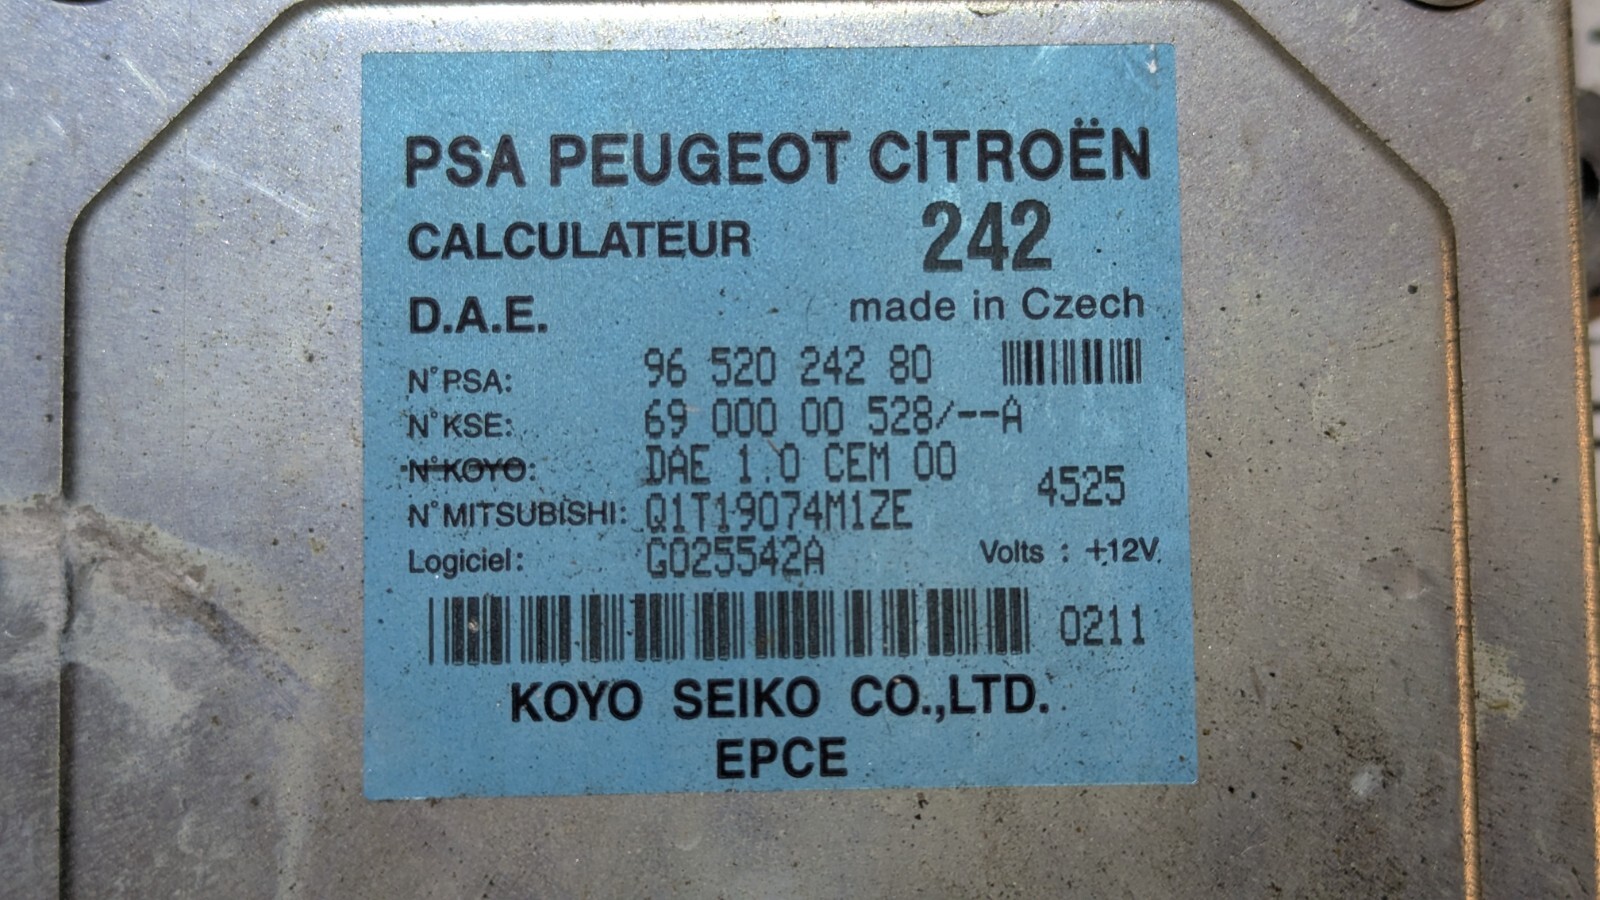 PSA PEUGEOT CITROËN
CALCULATEUR 242
D.A.E. made in Czech
N°PSA: 96 520 242 80
N°KSE: 69 000 00 528/--A
N°KOYO: DAE 1.0 CEM 00
4525
N°MITSUBISHI: Q1T19074M1ZE
Logiciel: G025542A Volts : +12V
0211
KOYO SEIKO CO.,LTD.
EPCE